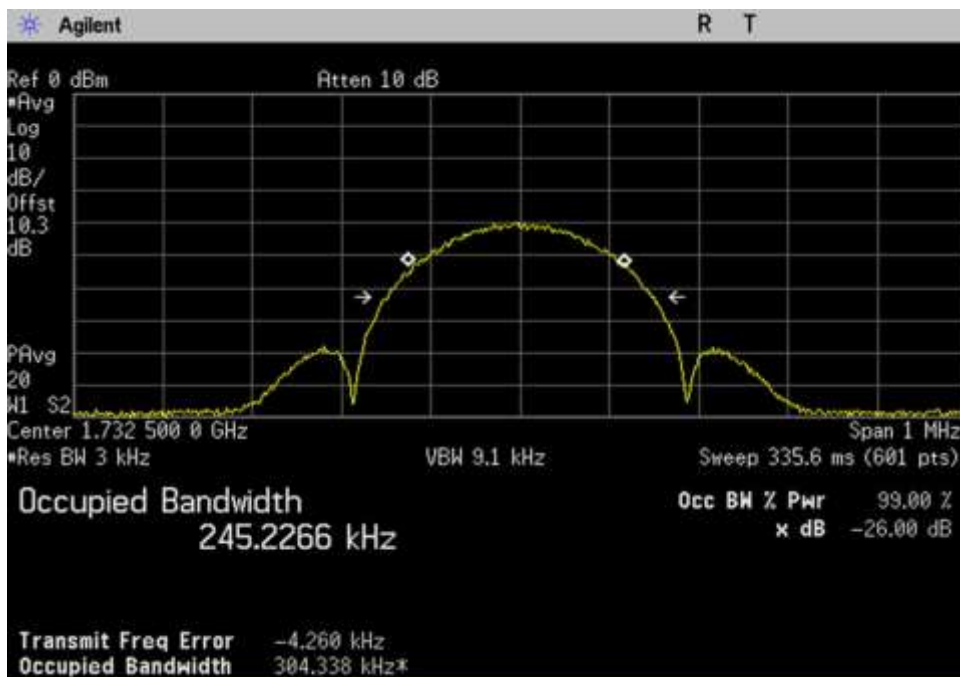 Agilent R T
Ref 0 dBm Atten 10 dB
*Avg
Log
10
dB/
Offst
10.3
dB
PAvg
20
W1 S2
Center 1.732 500 0 GHz Span 1 MHz
*Res BW 3 kHz VBW 9.1 kHz Sweep 335.6 ms (601 pts)
Occupied Bandwidth
245.2266 kHz
Occ BW % Pwr 99.00 %
x dB -26.00 dB
Transmit Freq Error -4.260 kHz
Occupied Bandwidth 304.338 kHz*